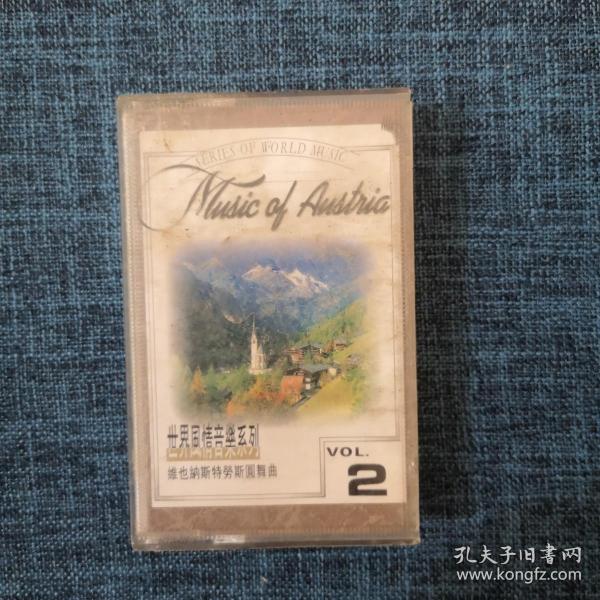 SERIES OF WORLD MUSIC
Music of Austria
世界風情音樂系列
維也納斯特勞斯圓舞曲
VOL.
2
孔夫子旧書网
www.kongfz.com